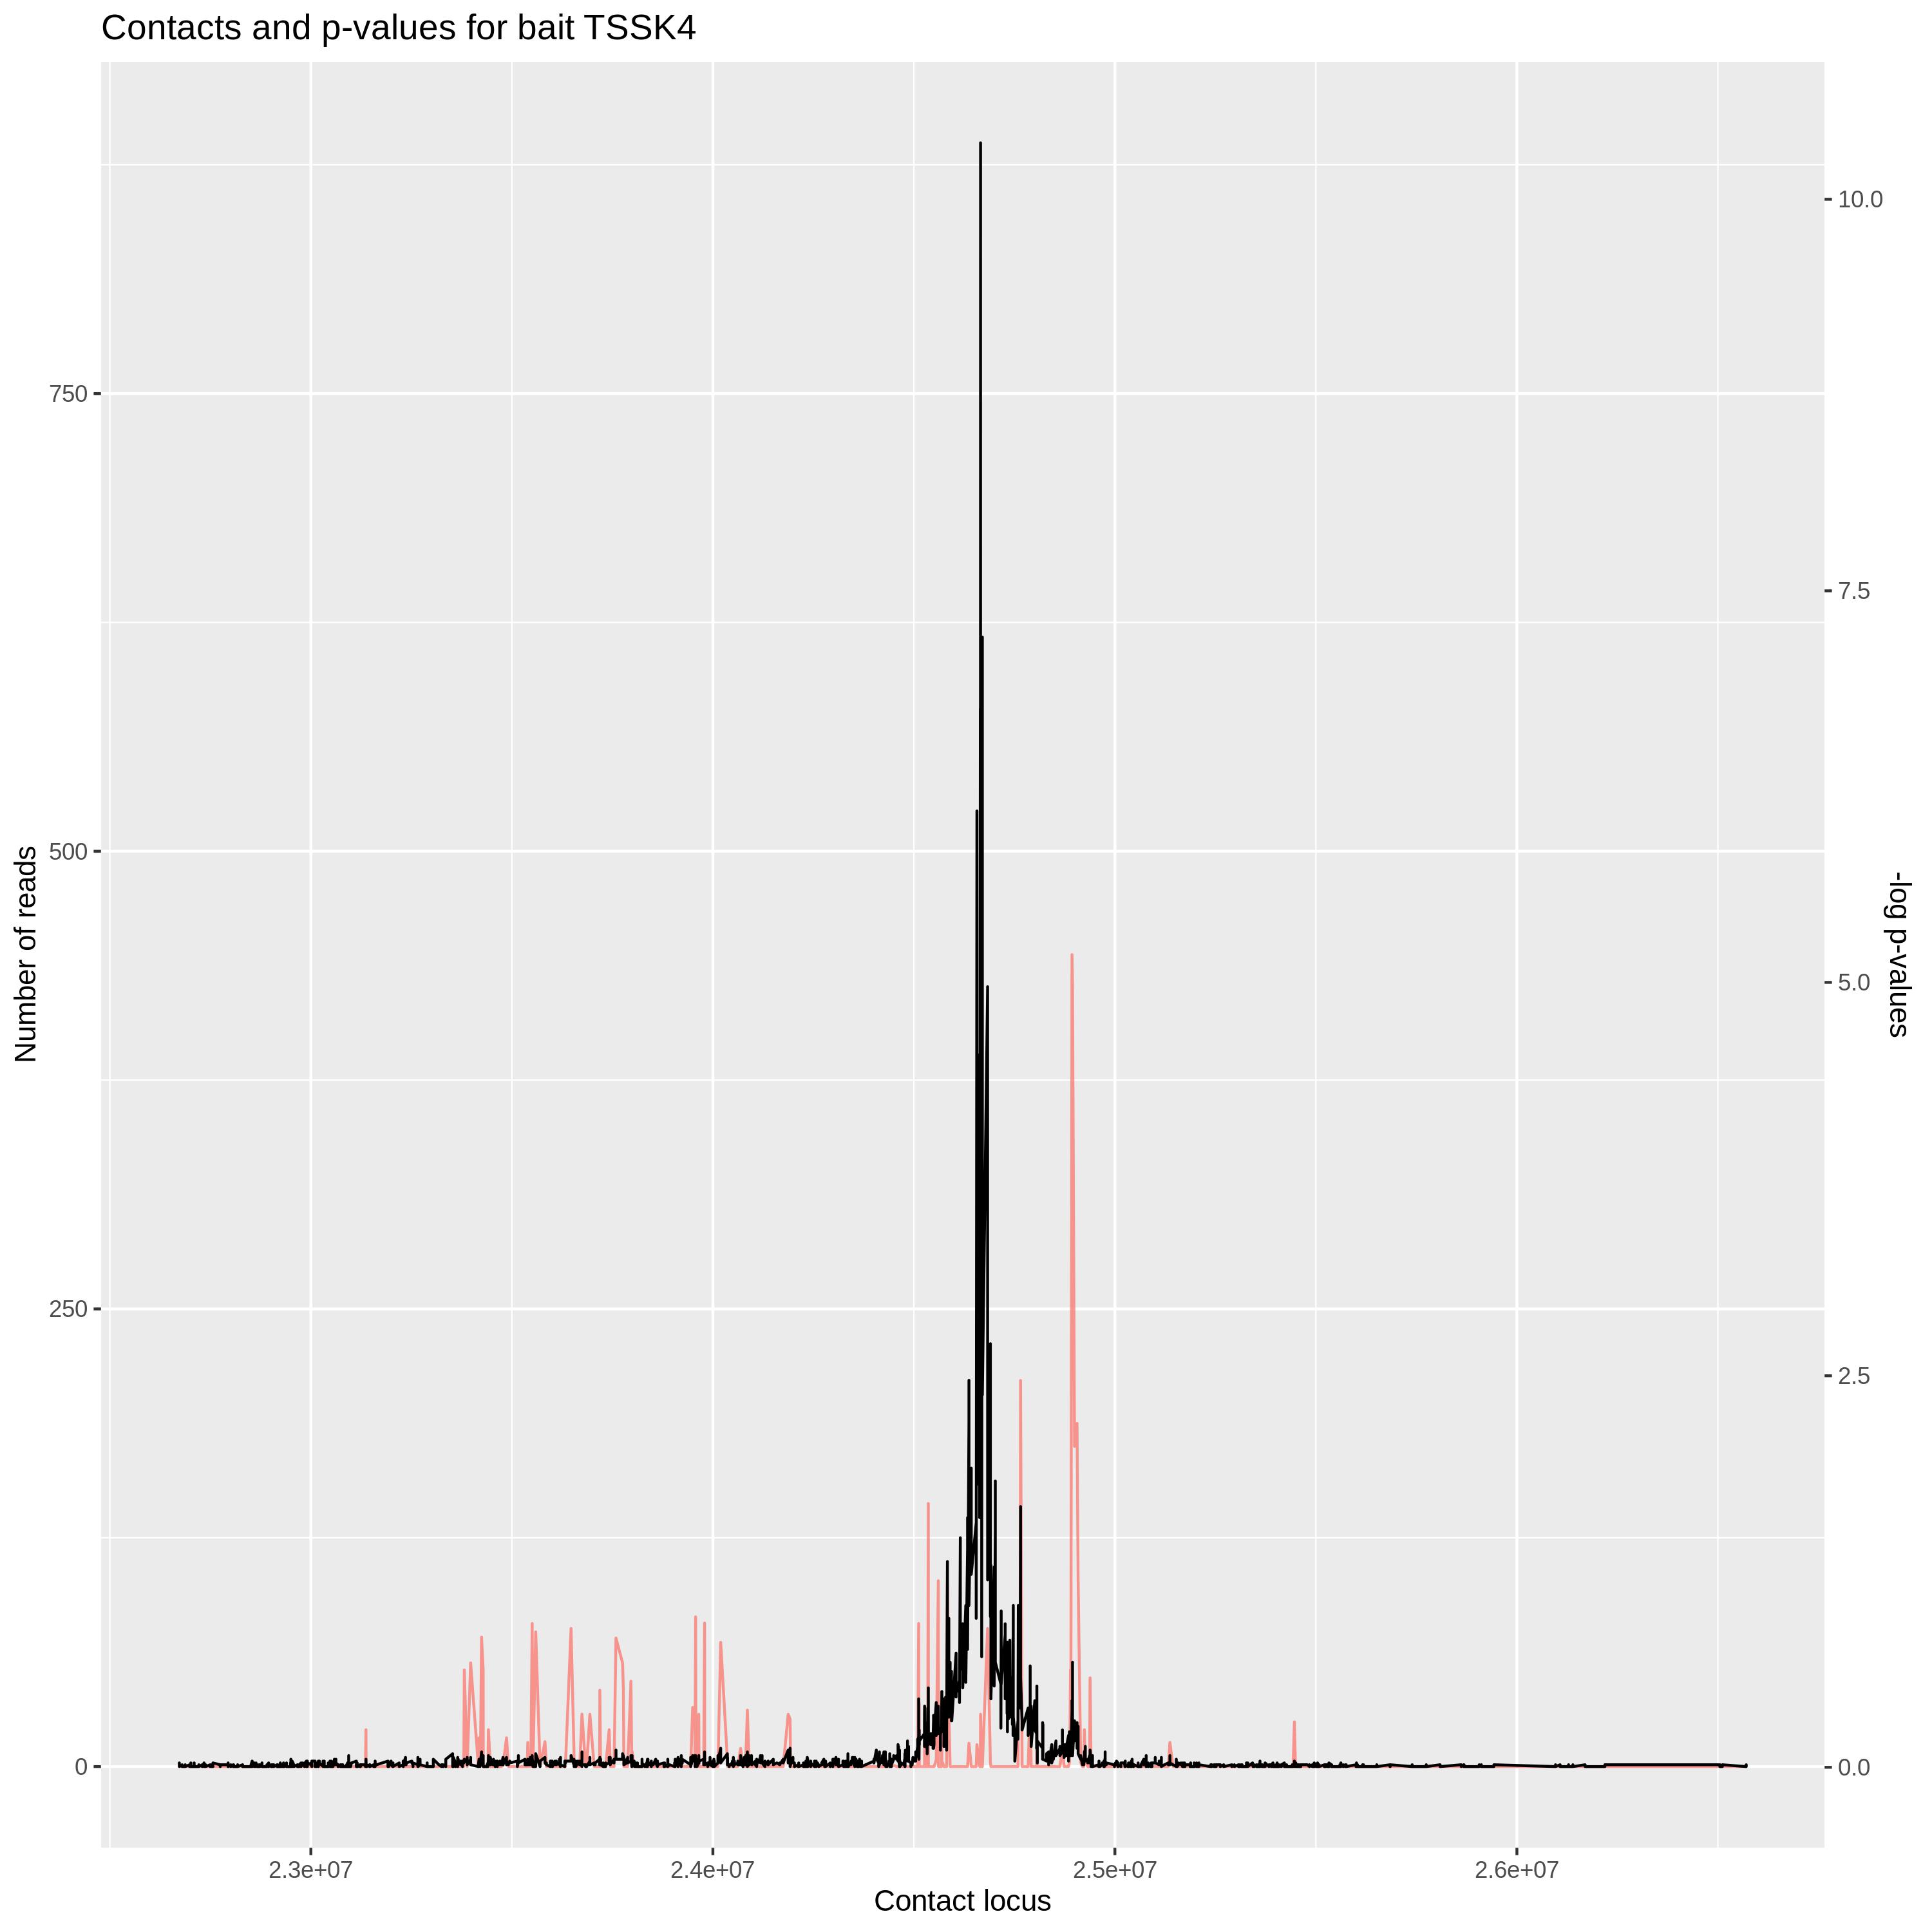 Contacts and p-values for bait TSSK4
Number of reads
750
500
250
0
10.0
7.5
5.0
2.5
0.0
-log p-values
2.3e+07
2.4e+07
2.5e+07
2.6e+07
Contact locus